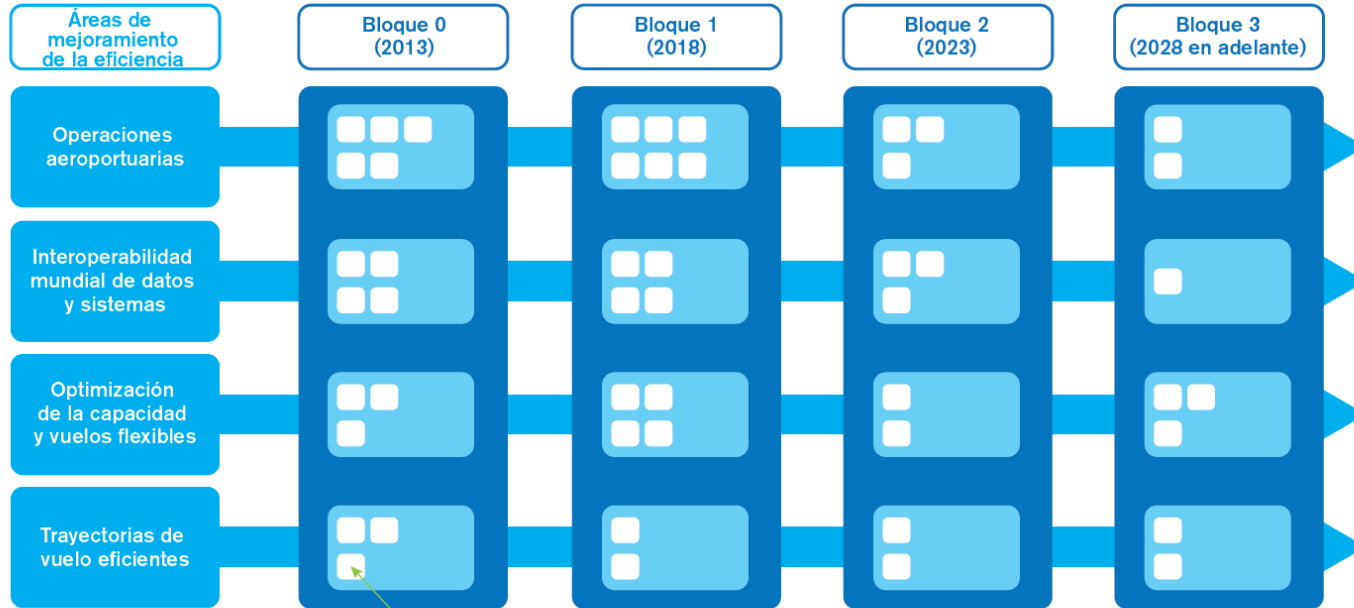 Áreas de
mejoramiento
de la eficiencia
Bloque 0
(2013)
Bloque 1
(2018)
Bloque 2
(2023)
Bloque 3
(2028 en adelante)
Operaciones
aeroportuarias
Interoperabilidad
mundial de datos
y sistemas
Optimización
de la capacidad
y vuelos flexibles
Trayectorias de
vuelo eficientes